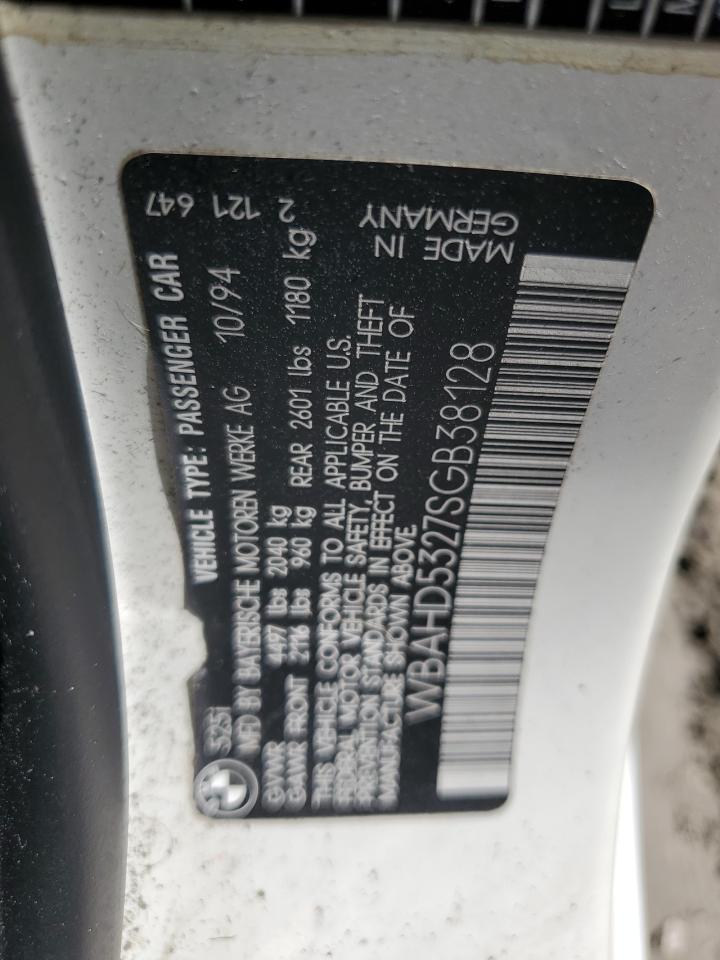 VEHICLE TYPE: PASSENGER CAR
647
S251
MFD BY BAYERISCHE MOTOREN WERKE AG 10/94
121
GVWR 4497 lbs 2040 kg
2
GAWR FRONT 2116 lbs 960 kg REAR 2601 lbs 1180 kg
THIS VEHICLE CONFORMS TO ALL APPLICABLE U.S.
FEDERAL MOTOR VEHICLE SAFETY, BUMPER AND THEFT
PREVENTION STANDARDS IN EFFECT ON THE DATE OF
MANUFACTURE SHOWN ABOVE.
MADE IN
GERMANY
WBAHD5327SGB38128